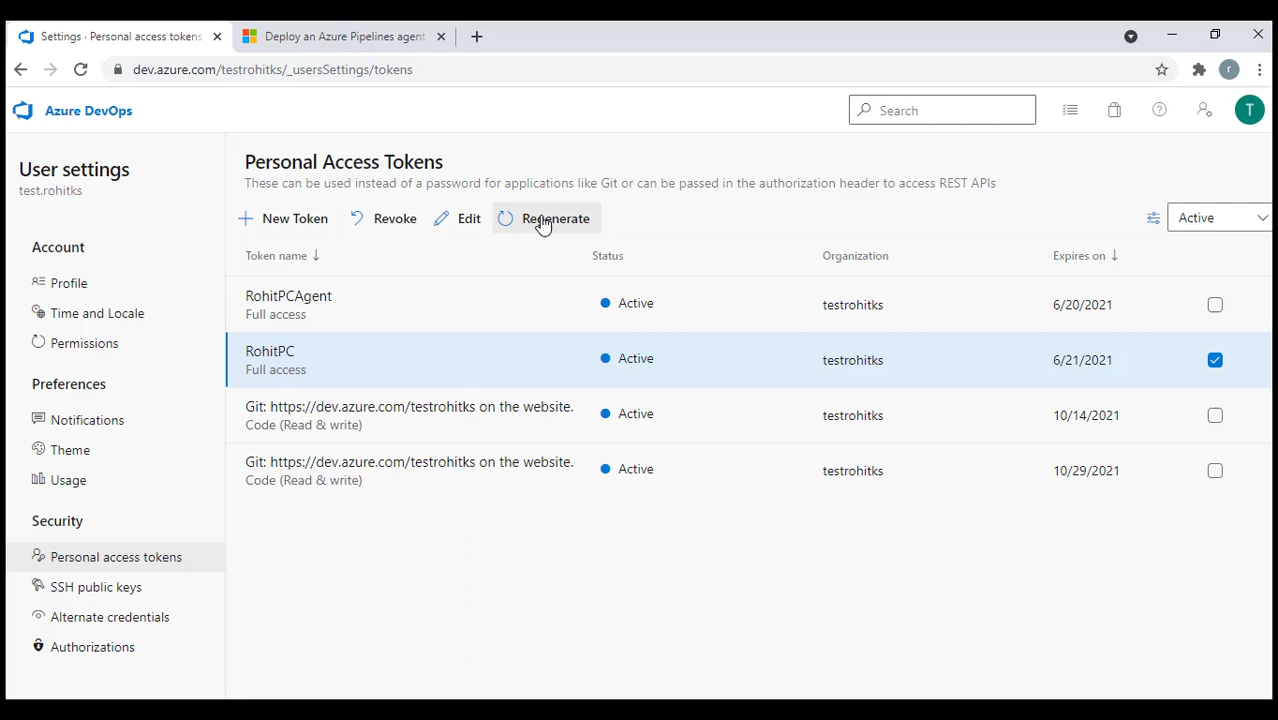 Settings · Personal access tokens
Deploy an Azure Pipelines agent
dev.azure.com/testrohitks/_usersSettings/tokens
r
Azure DevOps
Search
T
User settings
test.rohitks
Account
Profile
Time and Locale
Permissions
Preferences
Notifications
Theme
Usage
Security
Personal access tokens
SSH public keys
Alternate credentials
Authorizations
Personal Access Tokens
These can be used instead of a password for applications like Git or can be passed in the authorization header to access REST APIs
New Token Revoke Edit Regenerate Active
Token name Status Organization Expires on
RohitPCAgent
Full access
Active testrohitks 6/20/2021
RohitPC
Full access
Active testrohitks 6/21/2021
Git: https://dev.azure.com/testrohitks on the website.
Code (Read & write)
Active testrohitks 10/14/2021
Git: https://dev.azure.com/testrohitks on the website.
Code (Read & write)
Active testrohitks 10/29/2021